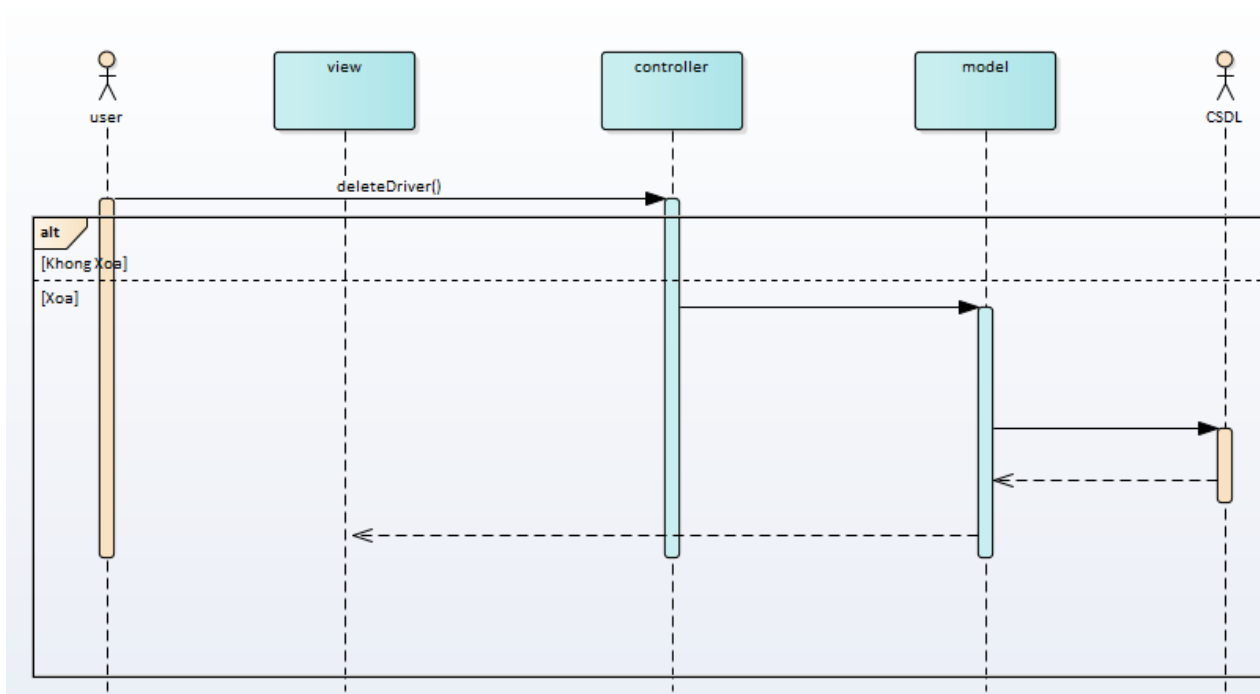 user
view
controller
model
CSDL
deleteDriver()
alt
[Khong Xoa]
[Xoa]